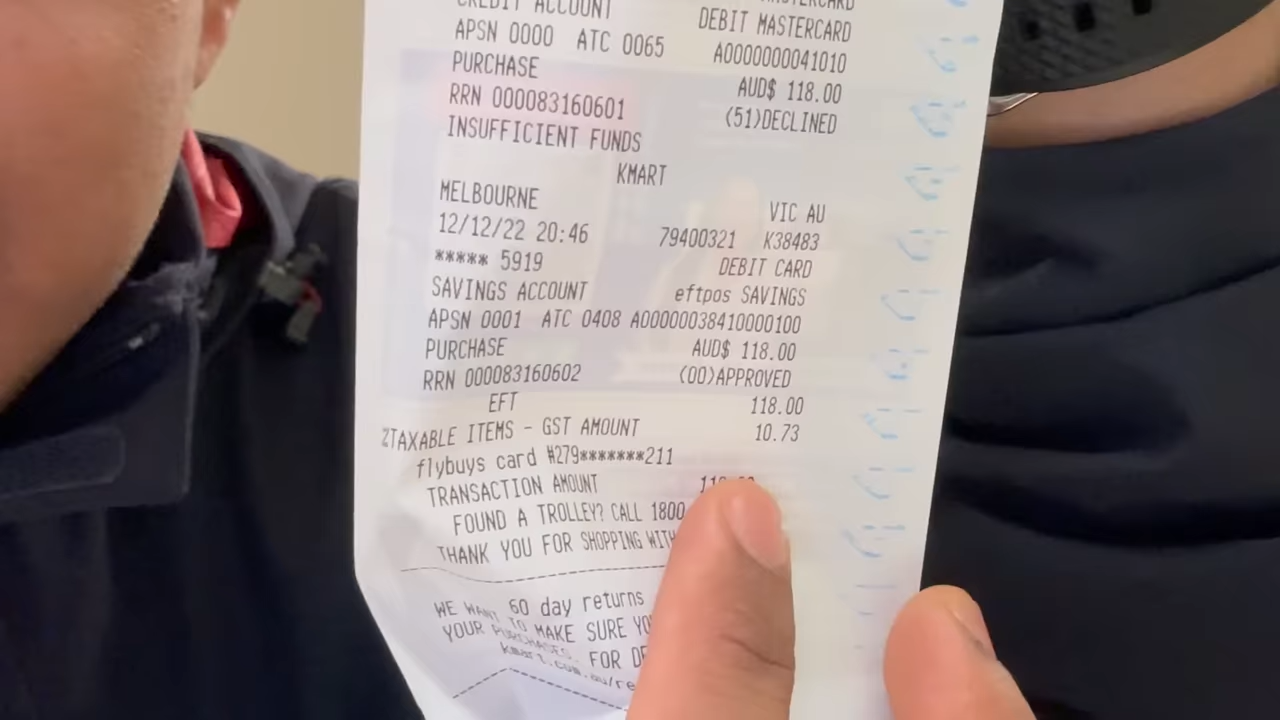 CREDIT ACCOUNT MASTERCARD
DEBIT MASTERCARD
APSN 0000 ATC 0065 A0000000041010
PURCHASE AUD$ 118.00
RRN 000083160601 (51)DECLINED
INSUFFICIENT FUNDS
KMART
MELBOURNE VIC AU
12/12/22 20:46 79400321 K38483
***** 5919 DEBIT CARD
SAVINGS ACCOUNT eftpos SAVINGS
APSN 0001 ATC 0408 A00000038410000100
PURCHASE AUD$ 118.00
RRN 000083160602 (00)APPROVED
EFT 118.00
%TAXABLE ITEMS - GST AMOUNT 10.73
flybuys card #279*******211
TRANSACTION AMOUNT
FOUND A TROLLEY? CALL 1800
THANK YOU FOR SHOPPING WITH
60 day returns
WE WANT TO MAKE SURE YO
YOUR PURCHASES. FOR DE
kmart.com.au/re